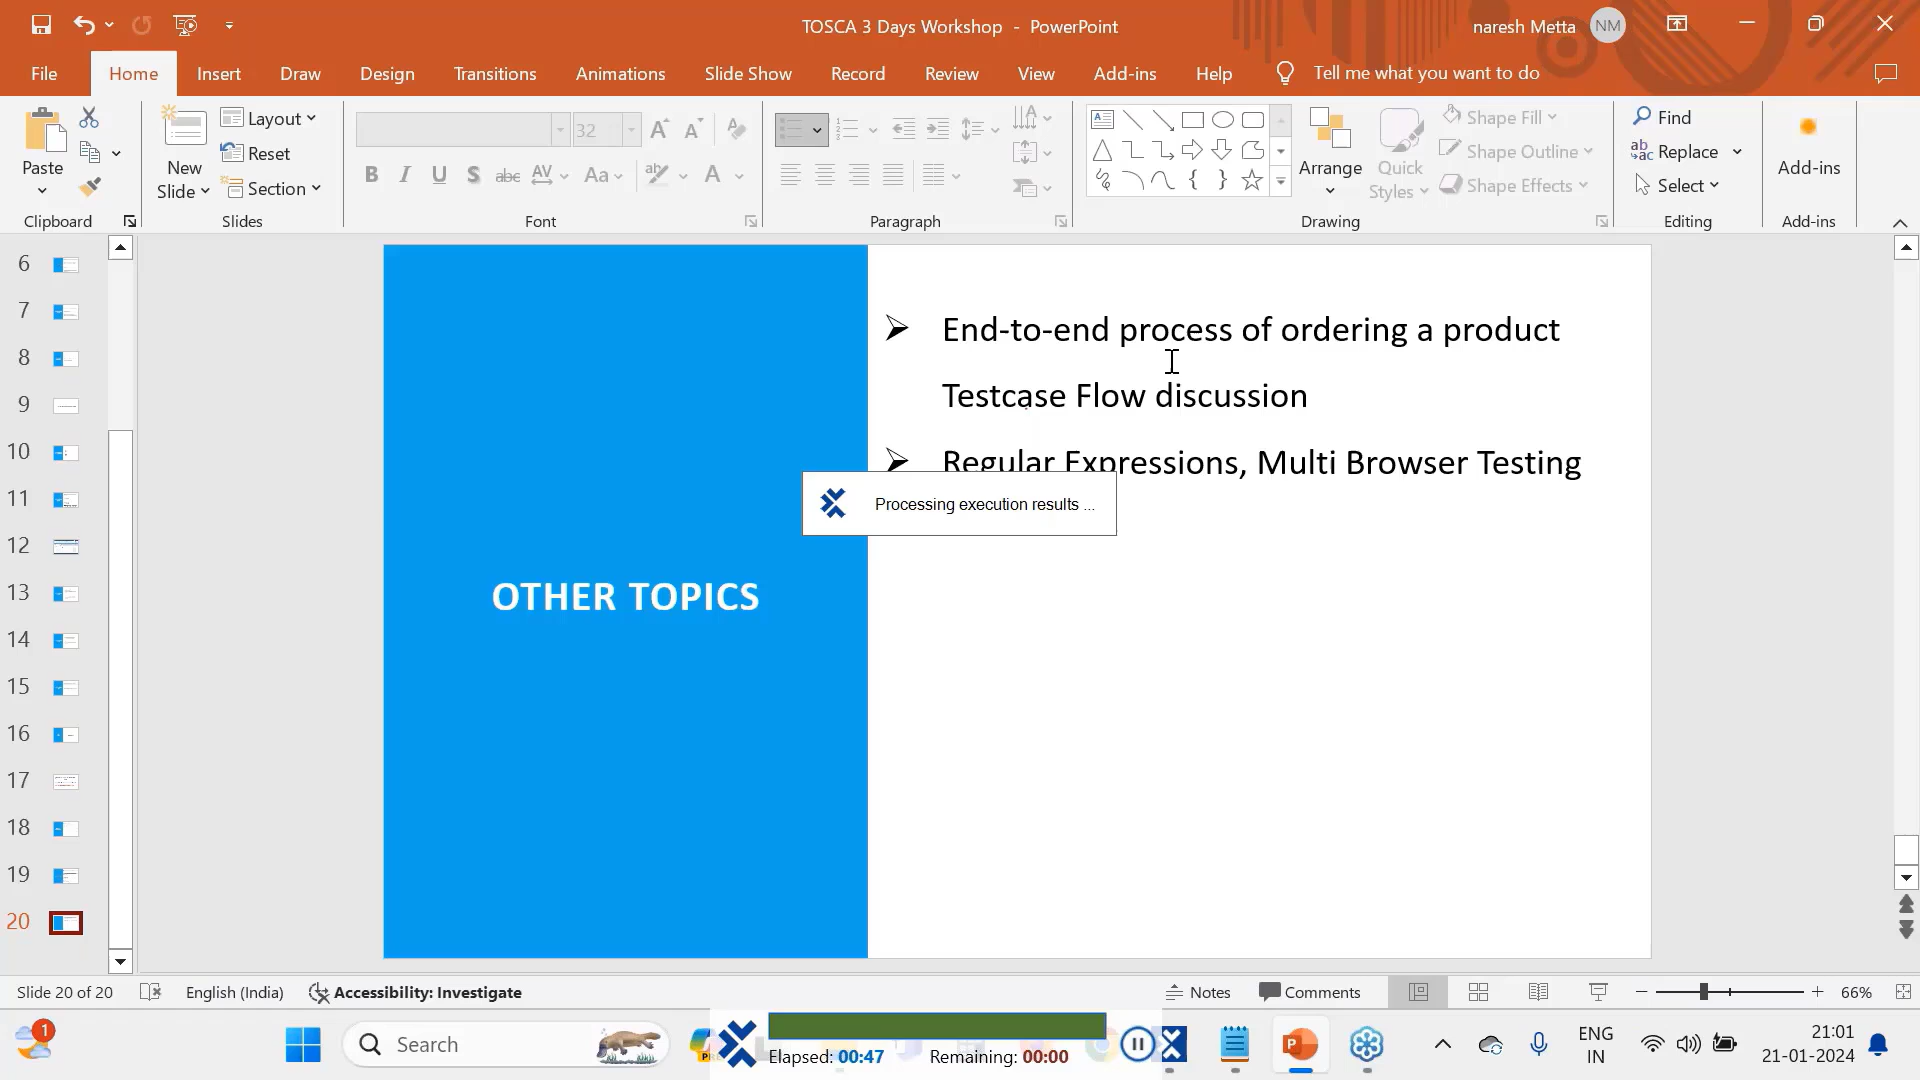 TOSCA 3 Days Workshop - PowerPoint
naresh Metta NM
File Home Insert Draw Design Transitions Animations Slide Show Record Review View Add-ins Help Tell me what you want to do
Paste
Clipboard
New Slide
Layout
Reset
Section
Slides
32
B I U S abc AV Aa A
Font
Paragraph
Arrange
Quick Styles
Shape Fill
Shape Outline
Shape Effects
Drawing
Find
Replace
Select
Editing
Add-ins
Add-ins
6
7
8
9
10
11
12
13
14
15
16
17
18
19
20
OTHER TOPICS
End-to-end process of ordering a product
Testcase Flow discussion
Regular Expressions, Multi Browser Testing
Processing execution results ...
Slide 20 of 20 English (India) Accessibility: Investigate Notes Comments 66%
1
Search
Elapsed: 00:47 Remaining: 00:00
ENG
IN
21:01
21-01-2024